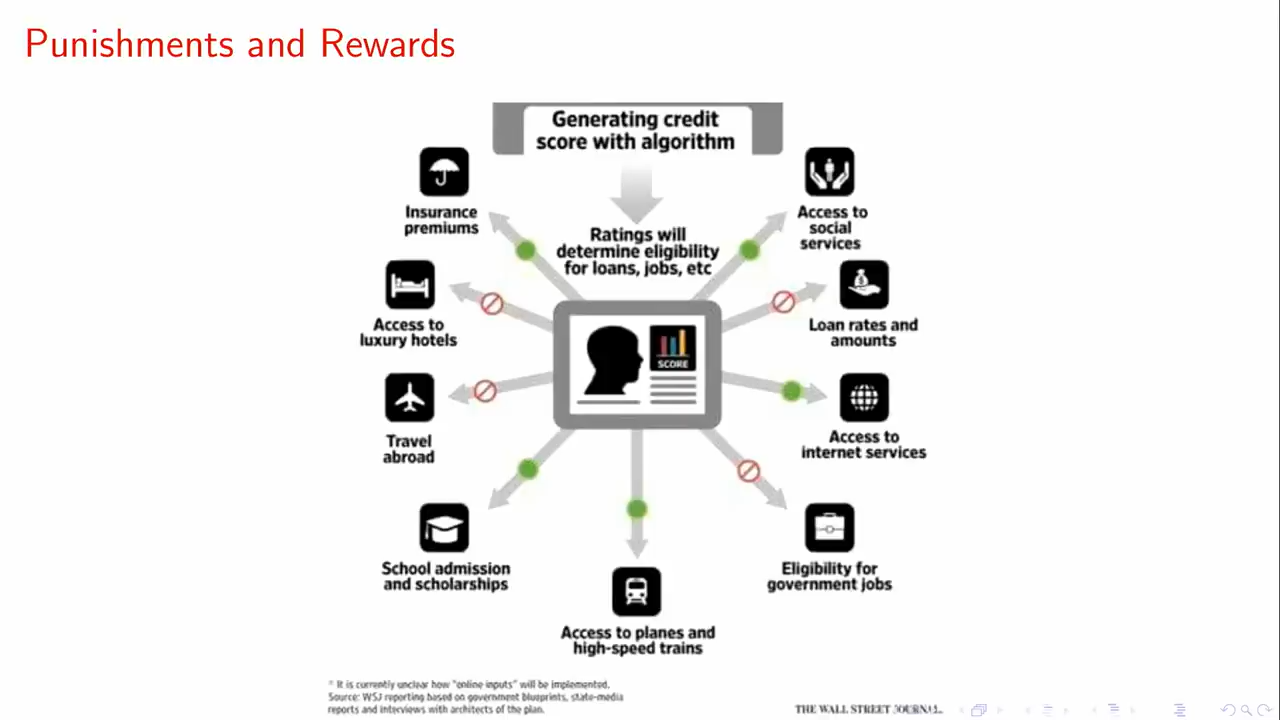 Punishments and Rewards
Generating credit
score with algorithm
Ratings will
determine eligibility
for loans, jobs, etc
Insurance
premiums
Access to
social
services
Access to
luxury hotels
Loan rates and
amounts
SCORE
Travel
abroad
Access to
internet services
School admission
and scholarships
Eligibility for
government jobs
Access to planes and
high-speed trains
* It is currently unclear how "online inputs" will be implemented.
Source: WSJ reporting based on government blueprints, state-media
reports and interviews with architects of the plan.
THE WALL STREET JOURNAL.